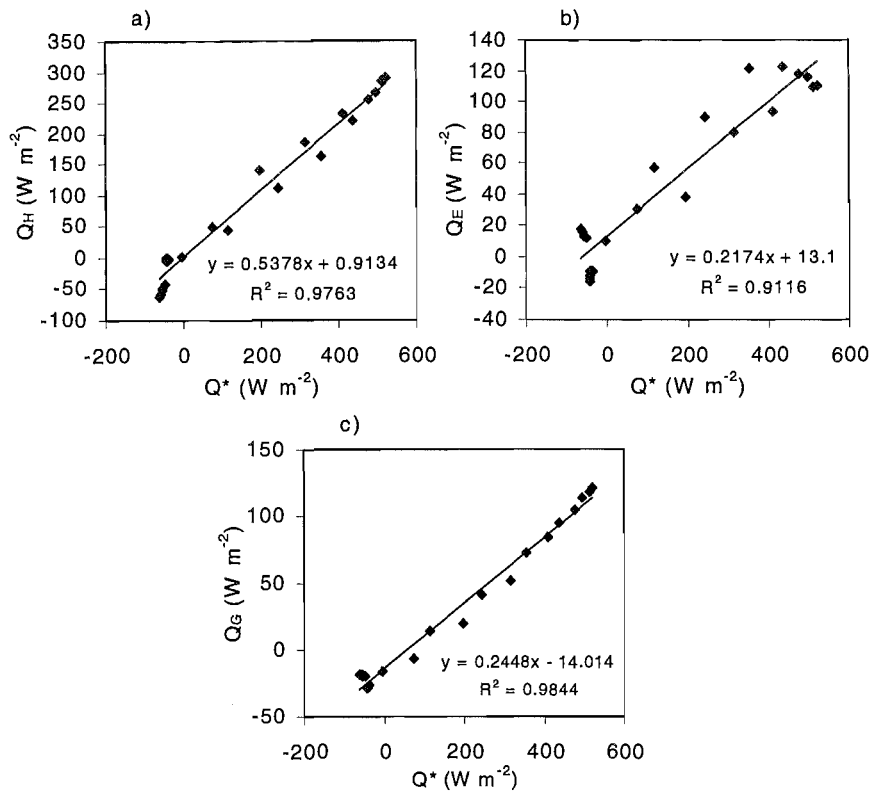 a)
350
300
250
200
150
100
50
0
-50
-100
QH (W m-2)
y = 0.5378x + 0.9134
R2 = 0.9763
-200 0 200 400 600
Q* (W m-2)
b)
140
120
100
80
60
40
20
0
-20
-40
QE (W m-2)
y = 0.2174x + 13.1
R2 = 0.9116
-200 0 200 400 600
Q* (W m-2)
c)
150
100
50
0
-50
QG (W m-2)
y = 0.2448x - 14.014
R2 = 0.9844
-200 0 200 400 600
Q* (W m-2)